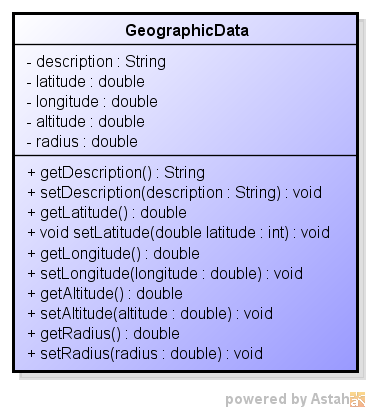 GeographicData
- description : String
- latitude : double
- longitude : double
- altitude : double
- radius : double
+ getDescription() : String
+ setDescription(description : String) : void
+ getLatitude() : double
+ void setLatitude(double latitude : int) : void
+ getLongitude() : double
+ setLongitude(longitude : double) : void
+ getAltitude() : double
+ setAltitude(altitude : double) : void
+ getRadius() : double
+ setRadius(radius : double) : void
powered by Astah